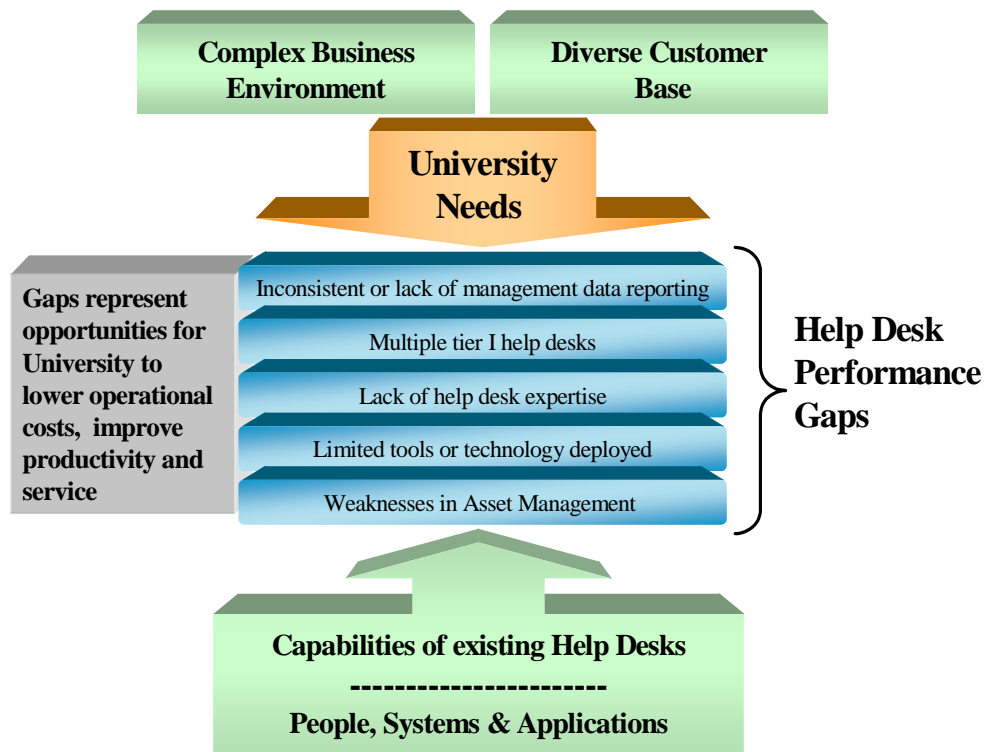 Complex Business
Environment
Diverse Customer
Base
University
Needs
Gaps represent
opportunities for
University to
lower operational
costs, improve
productivity and
service
Inconsistent or lack of management data reporting
Multiple tier I help desks
Lack of help desk expertise
Limited tools or technology deployed
Weaknesses in Asset Management
Help Desk
Performance
Gaps
Capabilities of existing Help Desks
-----------------------
People, Systems & Applications